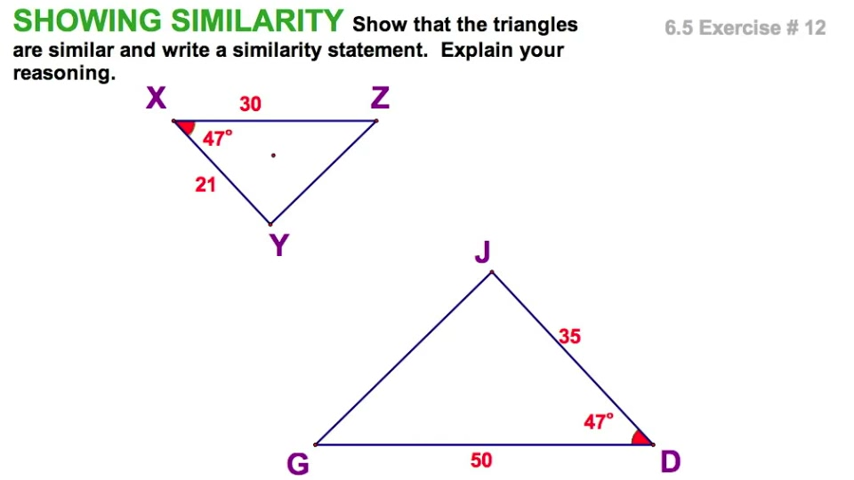 SHOWING SIMILARITY Show that the triangles
are similar and write a similarity statement. Explain your
reasoning.
6.5 Exercise # 12
X
30
Z
47°
21
Y
J
35
47°
G
50
D